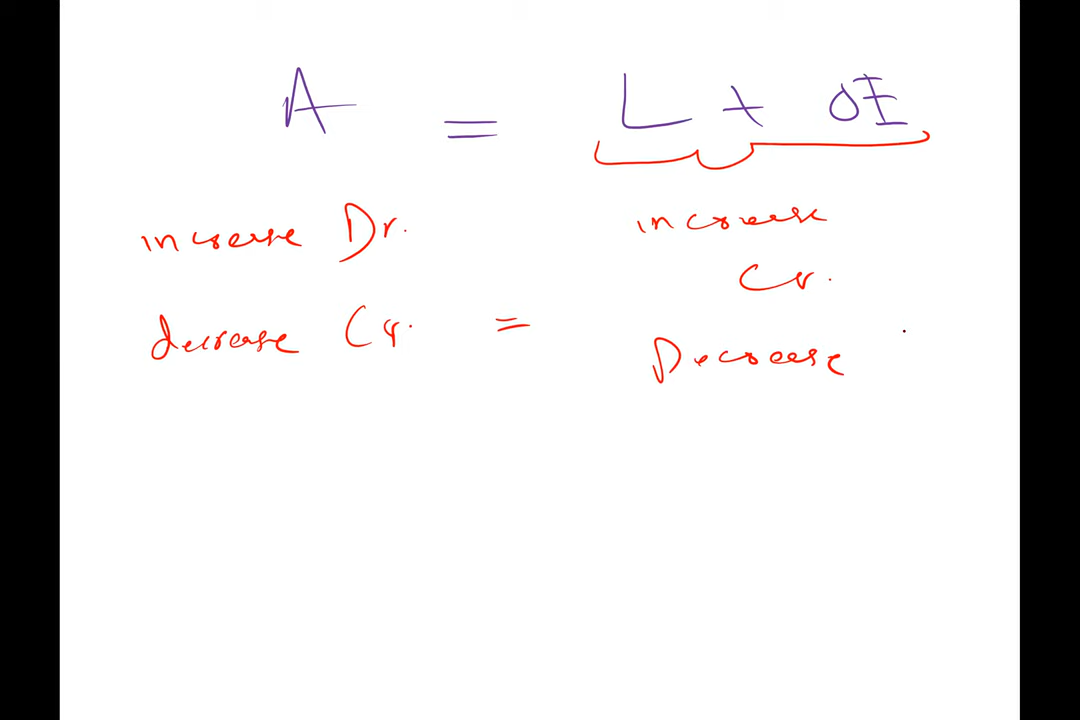 A = L + OE
increase Dr.
increase
Cr.
decrease Cr. =
Decrease